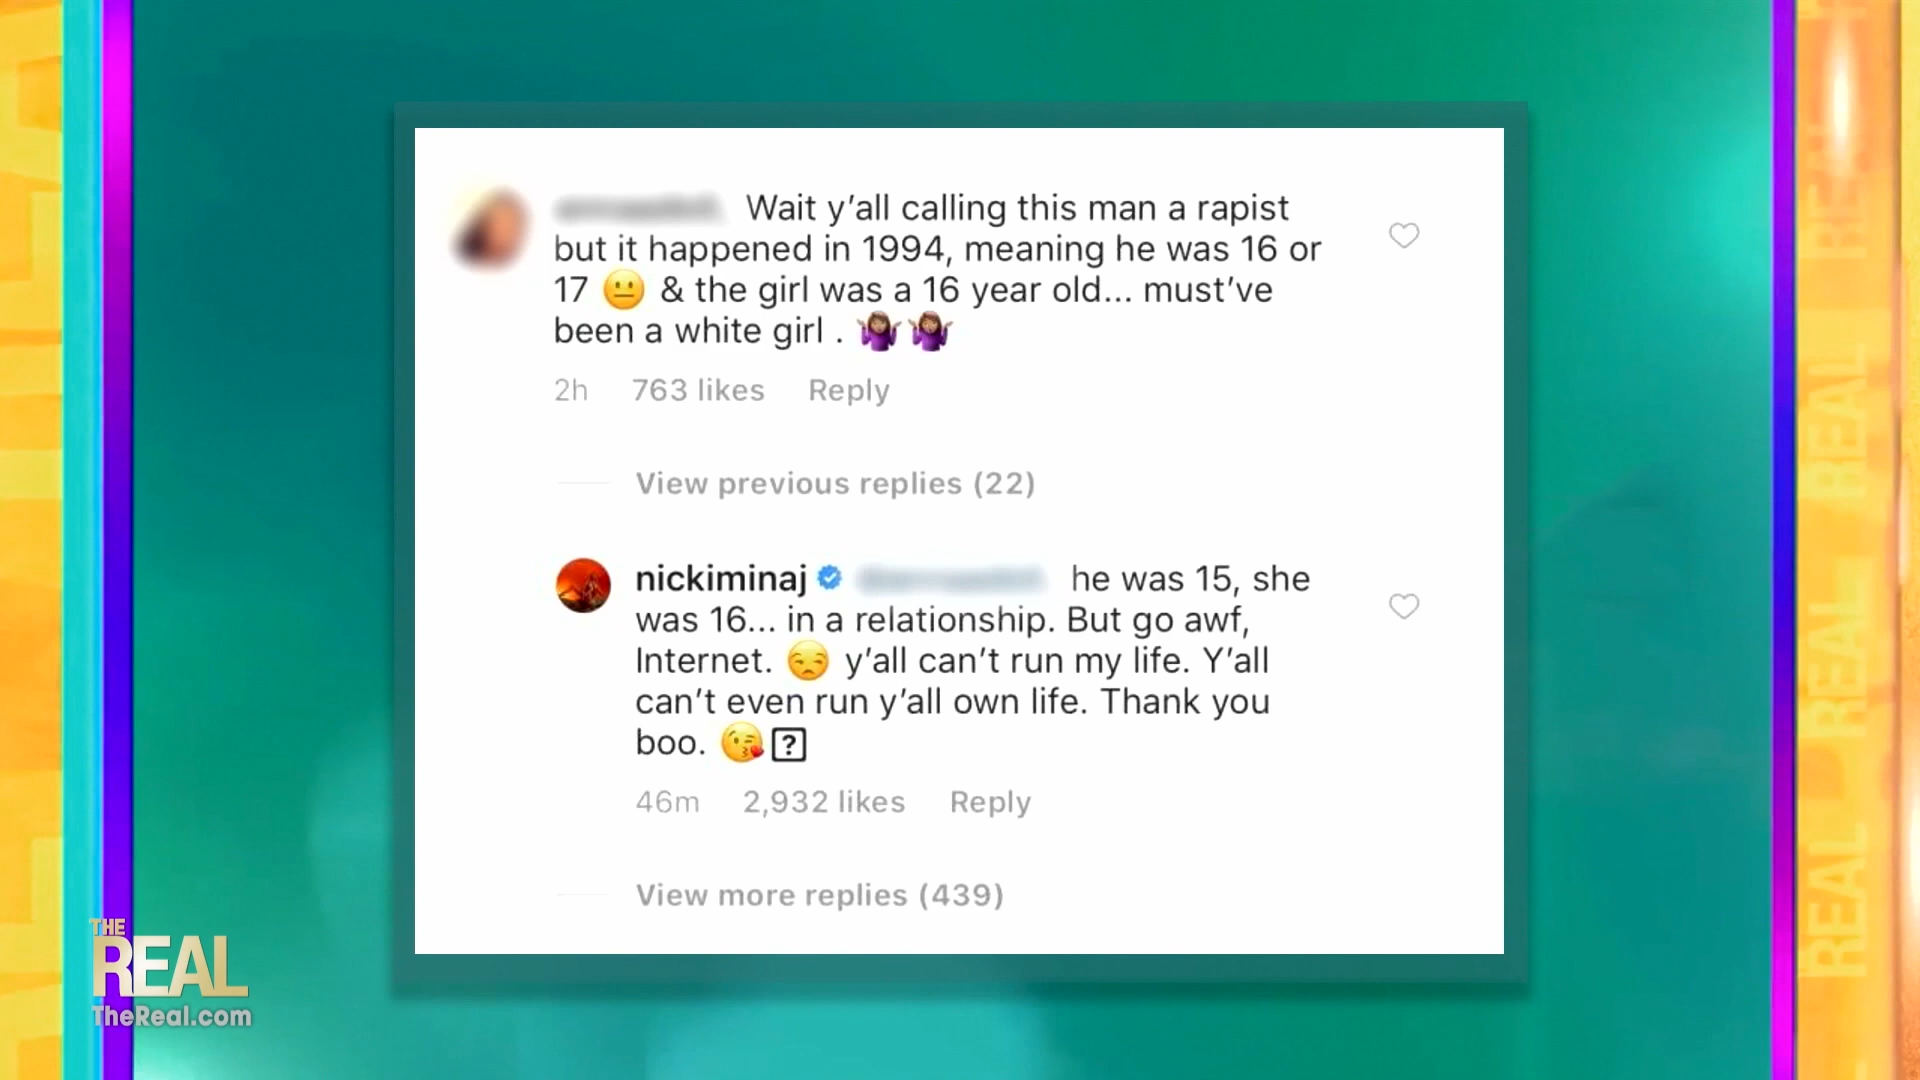 Wait y’all calling this man a rapist
but it happened in 1994, meaning he was 16 or
17 😐 & the girl was a 16 year old... must’ve
been a white girl . 🤷🏽‍♀️🤷🏽‍♀️
2h 763 likes Reply
View previous replies (22)
nickiminaj he was 15, she
was 16... in a relationship. But go awf,
Internet. 😒 y’all can’t run my life. Y’all
can’t even run y’all own life. Thank you
boo. 😘?
46m 2,932 likes Reply
View more replies (439)
THE
REAL
TheReal.com
REAL
REAL
REAL
REAL